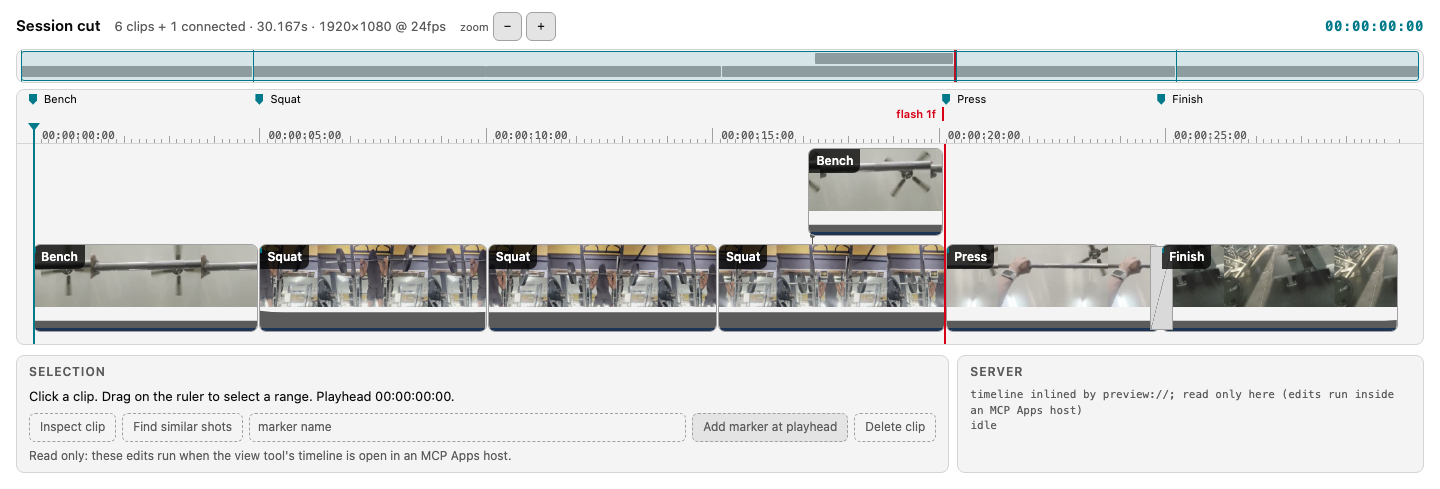 Session cut 6 clips + 1 connected · 30.167s · 1920×1080 @ 24fps zoom − + 00:00:00:00
Bench Squat Press Finish
flash 1f
00:00:00:00 00:00:05:00 00:00:10:00 00:00:15:00 00:00:20:00 00:00:25:00
Bench
Bench Squat Squat Squat Press Finish
SELECTION
Click a clip. Drag on the ruler to select a range. Playhead 00:00:00:00.
Inspect clip Find similar shots marker name Add marker at playhead Delete clip
Read only: these edits run when the view tool's timeline is open in an MCP Apps host.
SERVER
timeline inlined by preview://; read only here (edits run inside
an MCP Apps host)
idle